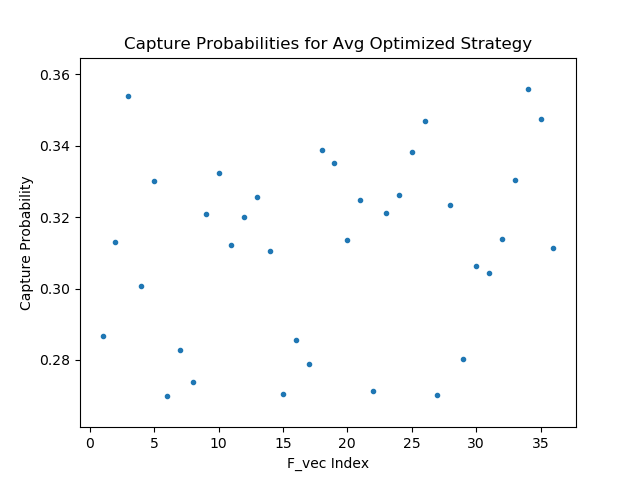 Capture Probabilities for Avg Optimized Strategy
0.36
0.34
0.32
0.30
0.28
Capture Probability
0 5 10 15 20 25 30 35
F_vec Index